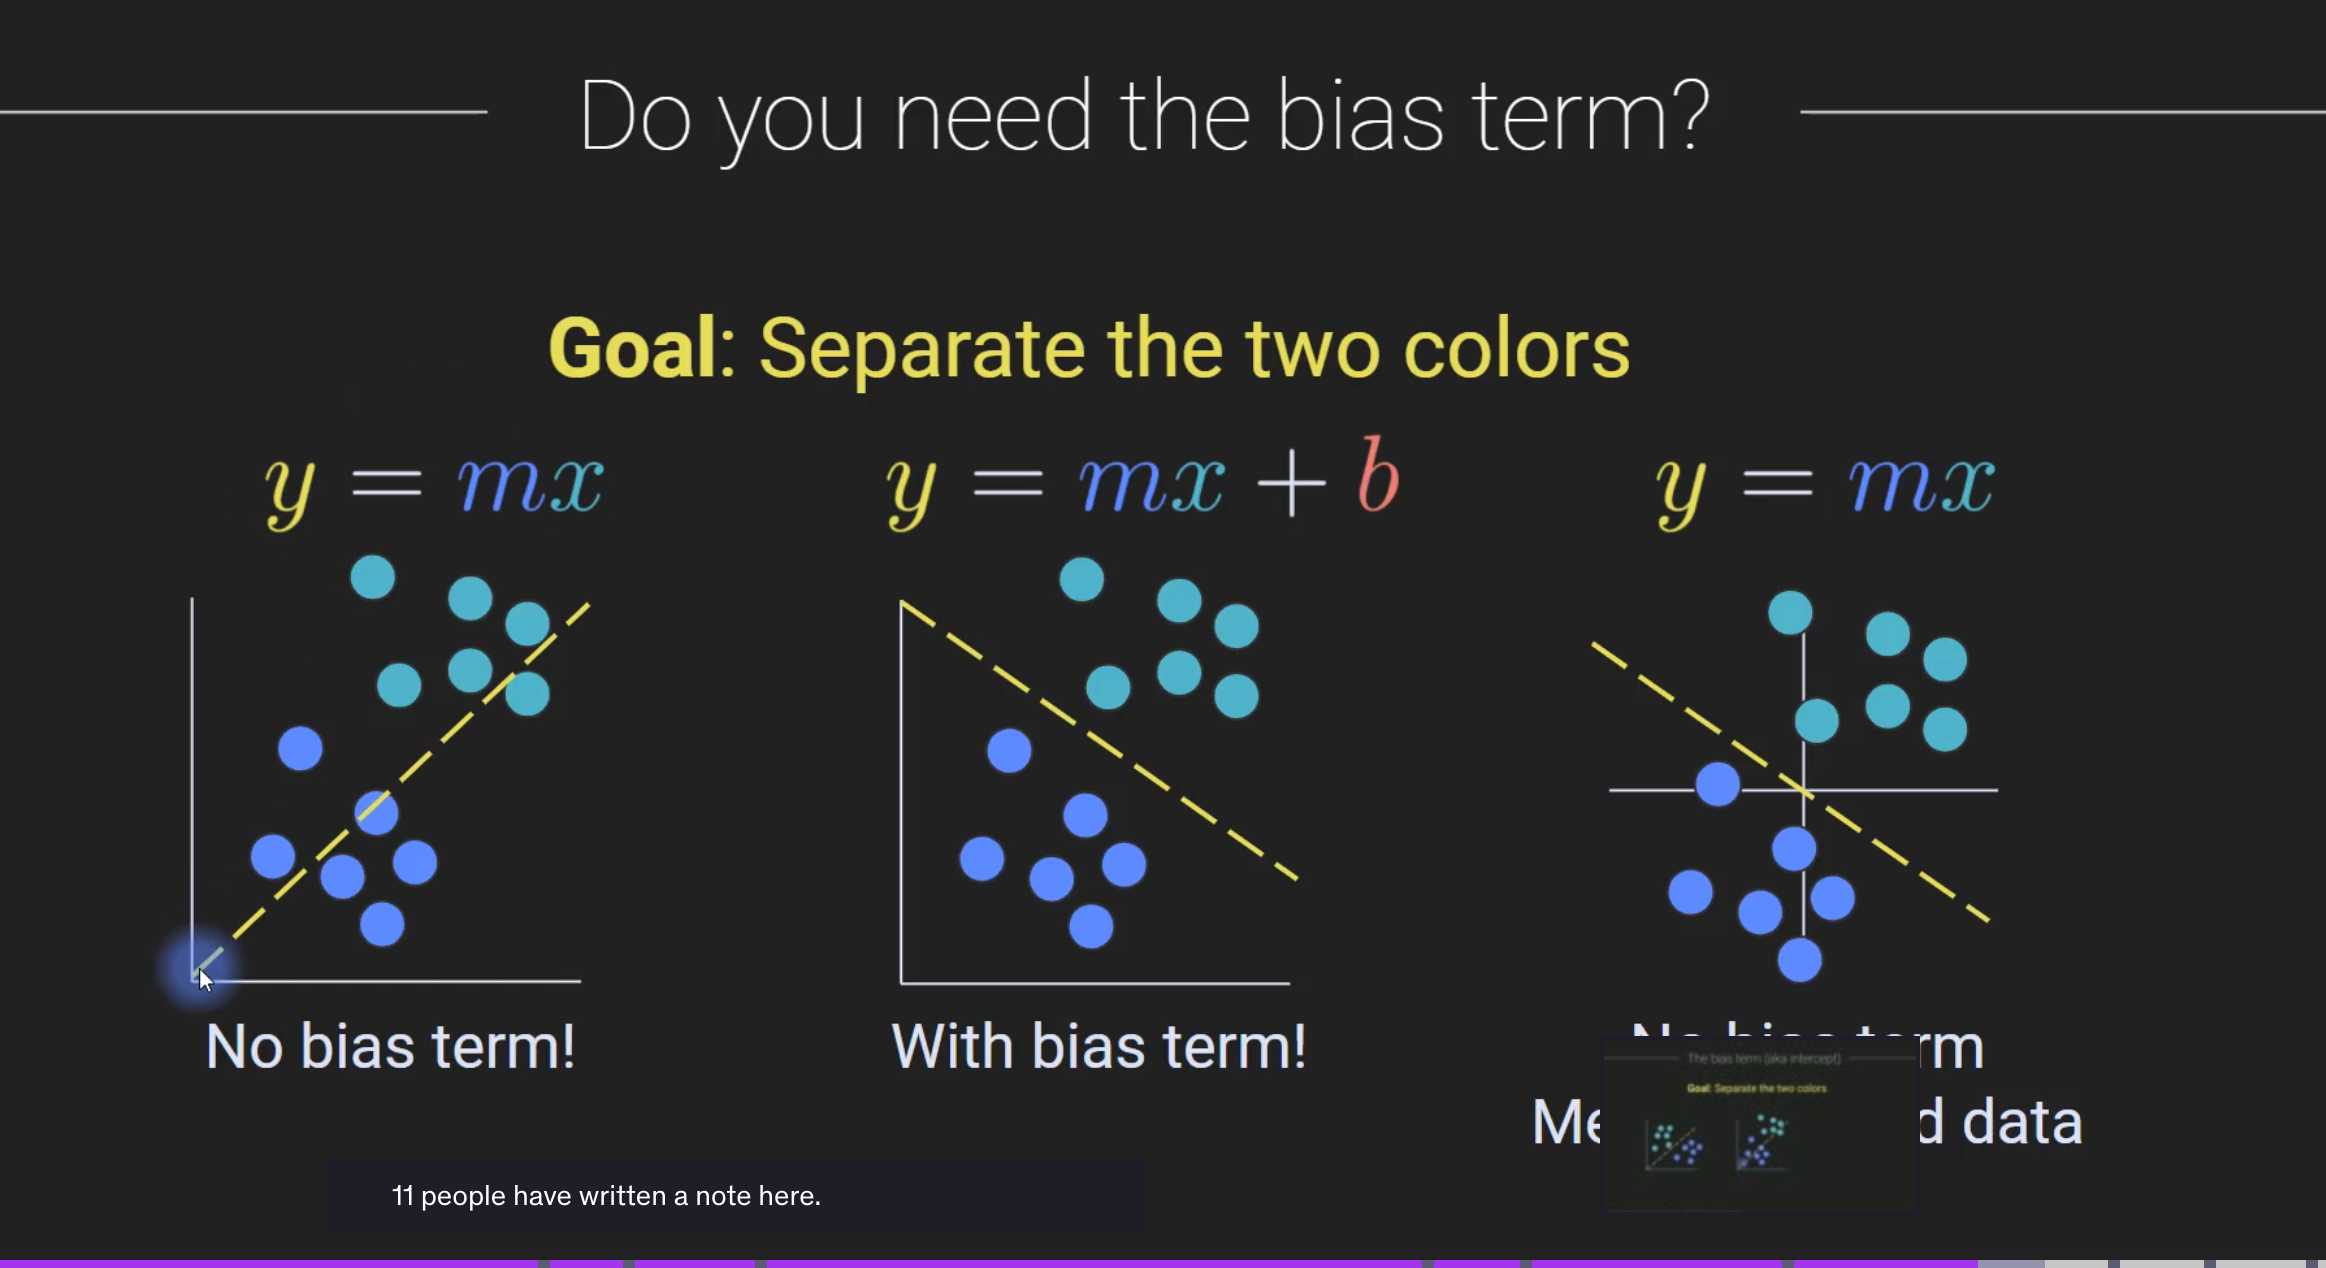 Do you need the bias term?
Goal: Separate the two colors
y = mx
y = mx + b
y = mx
No bias term!
With bias term!
No bias term
d data
The bias term (aka intercept)
Goal: Separate the two colors
11 people have written a note here.